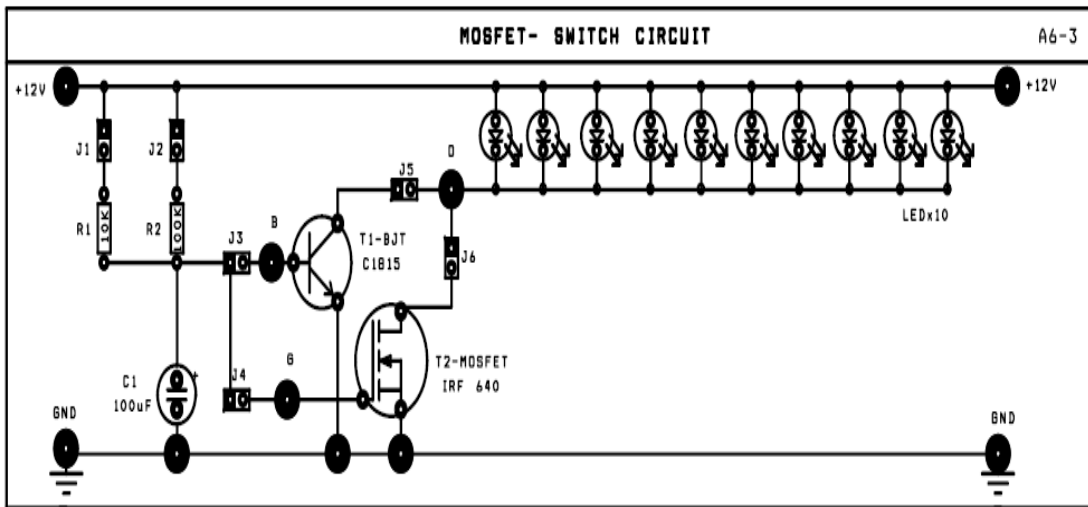 MOSFET- SWITCH CIRCUIT
A6-3
+12V
+12V
J1
J2
D
J5
R1
10K
R2
100K
J3
B
T1-BJT
C1815
J6
LEDx10
T2-MOSFET
IRF 640
C1
100uF
+
J4
G
GND
GND